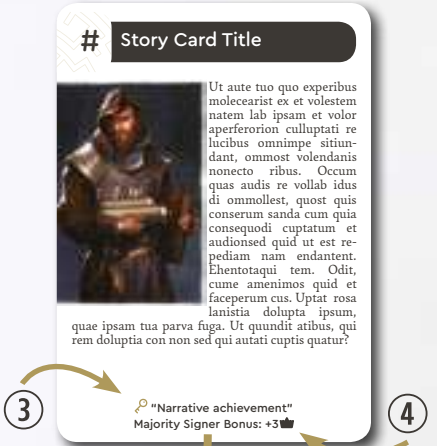 # Story Card Title
Ut aute tuo quo experibus
molecearist ex et volestem
natem lab ipsam et volor
aperferorion culluptati re
lucibus omnimpe sitiun-
dant, ommost volendanis
nonecto ribus. Occum
quas audis re vollab idus
di ommollest, quost quis
conserum sanda cum quia
consequodi cuptatum et
audionsed quid ut est re-
pediam nam endantent.
Ehentotaqui tem. Odit,
cume amenimos quid et
faceperum cus. Uptat rosa
lanistia dolupta ipsum,
quae ipsam tua parva fuga. Ut quundit atibus, qui
rem doluptia con non sed qui autati cuptis quatur?
3
"Narrative achievement"
4
Majority Signer Bonus: +3